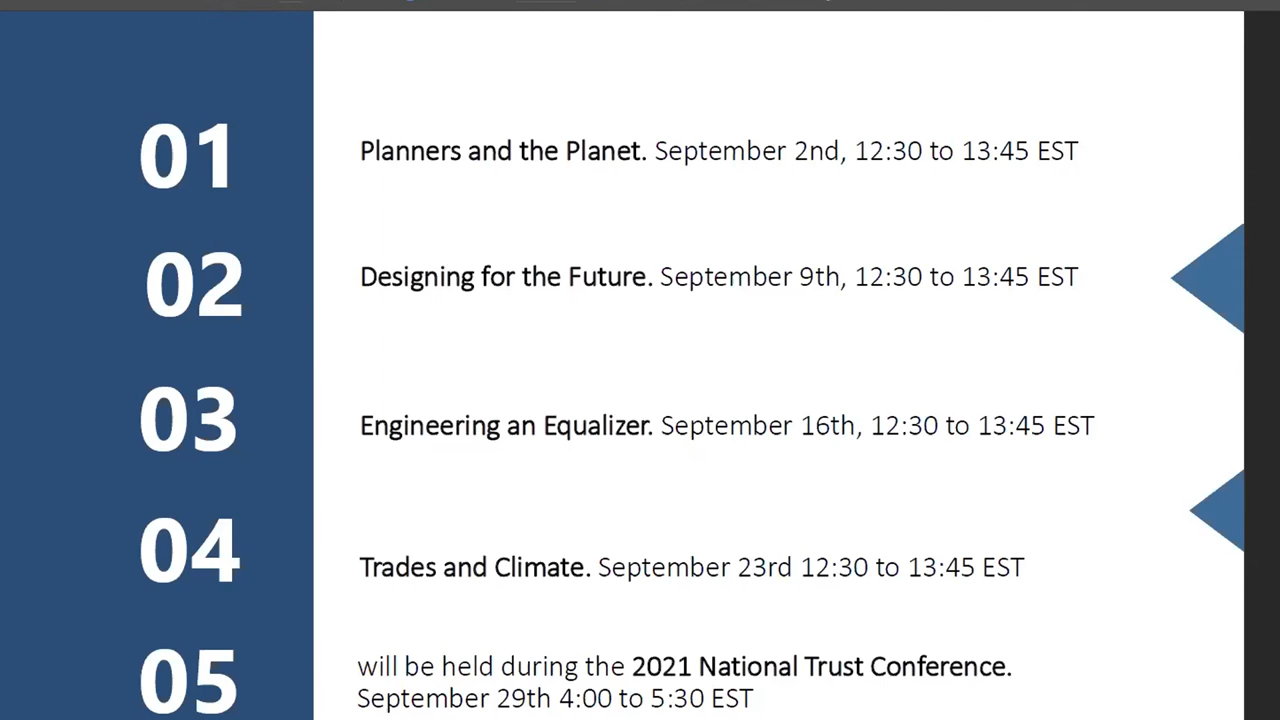 01
Planners and the Planet. September 2nd, 12:30 to 13:45 EST
02
Designing for the Future. September 9th, 12:30 to 13:45 EST
03
Engineering an Equalizer. September 16th, 12:30 to 13:45 EST
04
Trades and Climate. September 23rd 12:30 to 13:45 EST
05
will be held during the 2021 National Trust Conference.
September 29th 4:00 to 5:30 EST